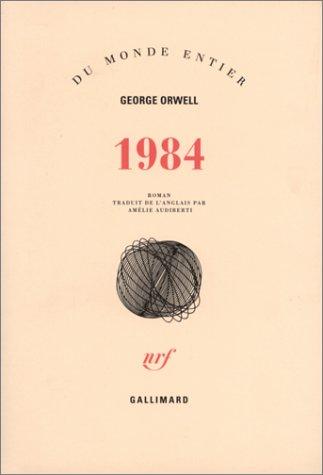 DU MONDE ENTIER
GEORGE ORWELL
1984
ROMAN
TRADUIT DE L'ANGLAIS PAR
AMÉLIE AUDIBERTI
nrf
GALLIMARD